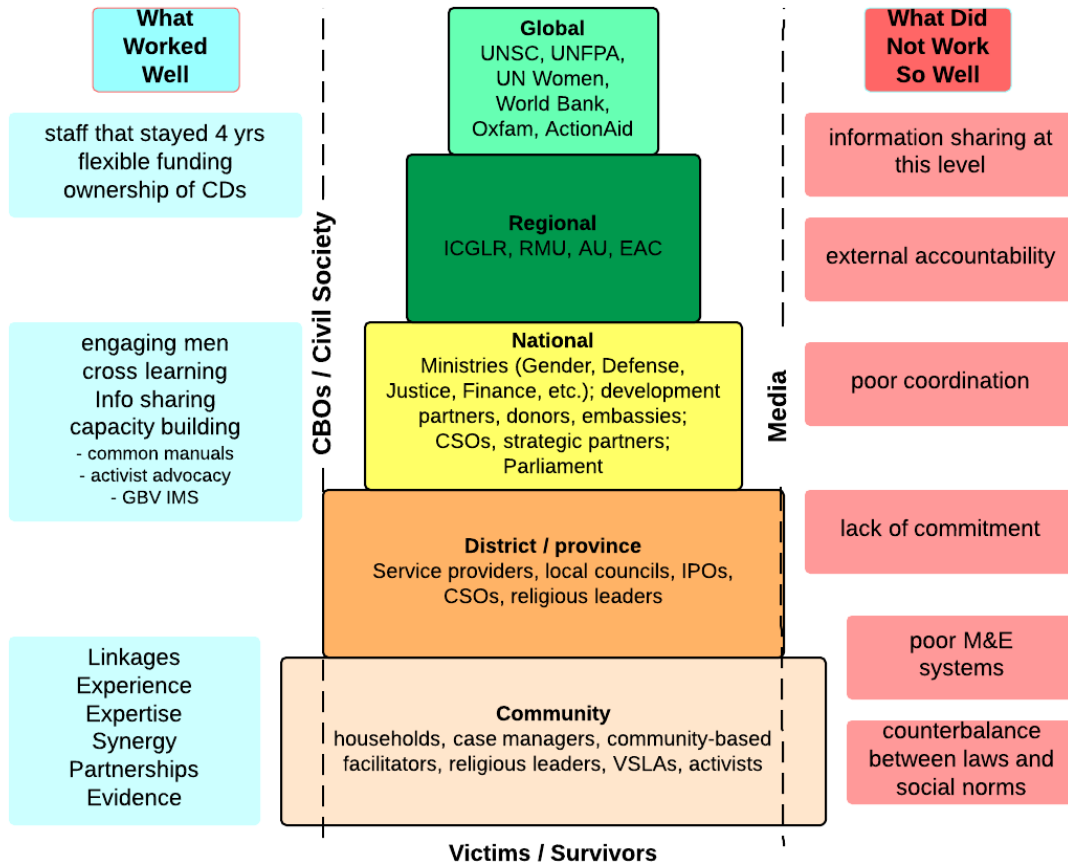 What
Worked
Well
staff that stayed 4 yrs
flexible funding
ownership of CDs
engaging men
cross learning
Info sharing
capacity building
- common manuals
- activist advocacy
- GBV IMS
Linkages
Experience
Expertise
Synergy
Partnerships
Evidence
CBOs / Civil Society
Global
UNSC, UNFPA,
UN Women,
World Bank,
Oxfam, ActionAid
Regional
ICGLR, RMU, AU, EAC
National
Ministries (Gender, Defense,
Justice, Finance, etc.); development
partners, donors, embassies;
CSOs, strategic partners;
Parliament
District / province
Service providers, local councils, IPOs,
CSOs, religious leaders
Community
households, case managers, community-based
facilitators, religious leaders, VSLAs, activists
Victims / Survivors
Media
What Did
Not Work
So Well
information sharing at
this level
external accountability
poor coordination
lack of commitment
poor M&E
systems
counterbalance
between laws and
social norms